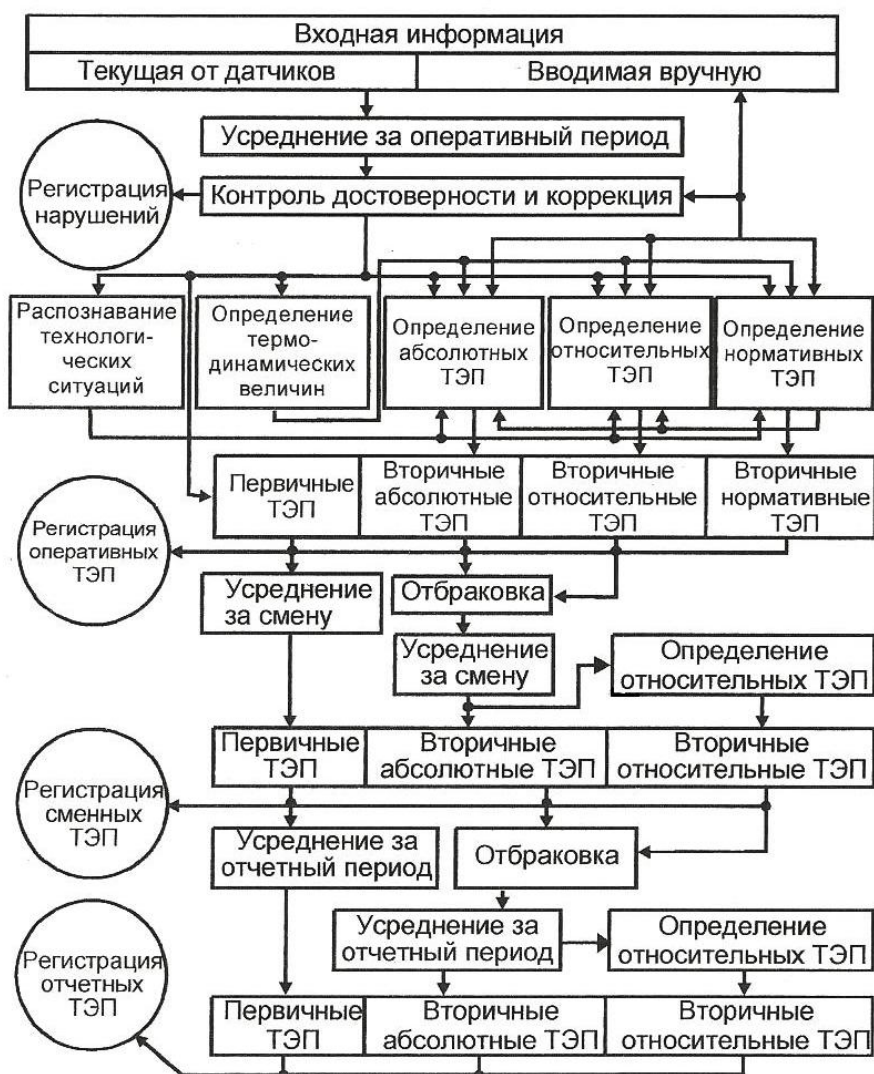 Входная информация
Текущая от датчиков
Вводимая вручную
Усреднение за оперативный период
Контроль достоверности и коррекция
Регистрация
нарушений
Распознавание
технологи-
ческих
ситуаций
Определение
термо-
динамических
величин
Определение
абсолютных
ТЭП
Определение
относительных
ТЭП
Определение
нормативных
ТЭП
Первичные
ТЭП
Вторичные
абсолютные
ТЭП
Вторичные
относительные
ТЭП
Вторичные
нормативные
ТЭП
Регистрация
оперативных
ТЭП
Усреднение
за смену
Отбраковка
Усреднение
за смену
Определение
относительных ТЭП
Первичные
ТЭП
Вторичные
абсолютные ТЭП
Вторичные
относительные ТЭП
Регистрация
сменных
ТЭП
Усреднение за
отчетный период
Отбраковка
Усреднение за
отчетный период
Определение
относительных ТЭП
Регистрация
отчетных
ТЭП
Первичные
ТЭП
Вторичные
абсолютные ТЭП
Вторичные
относительные ТЭП